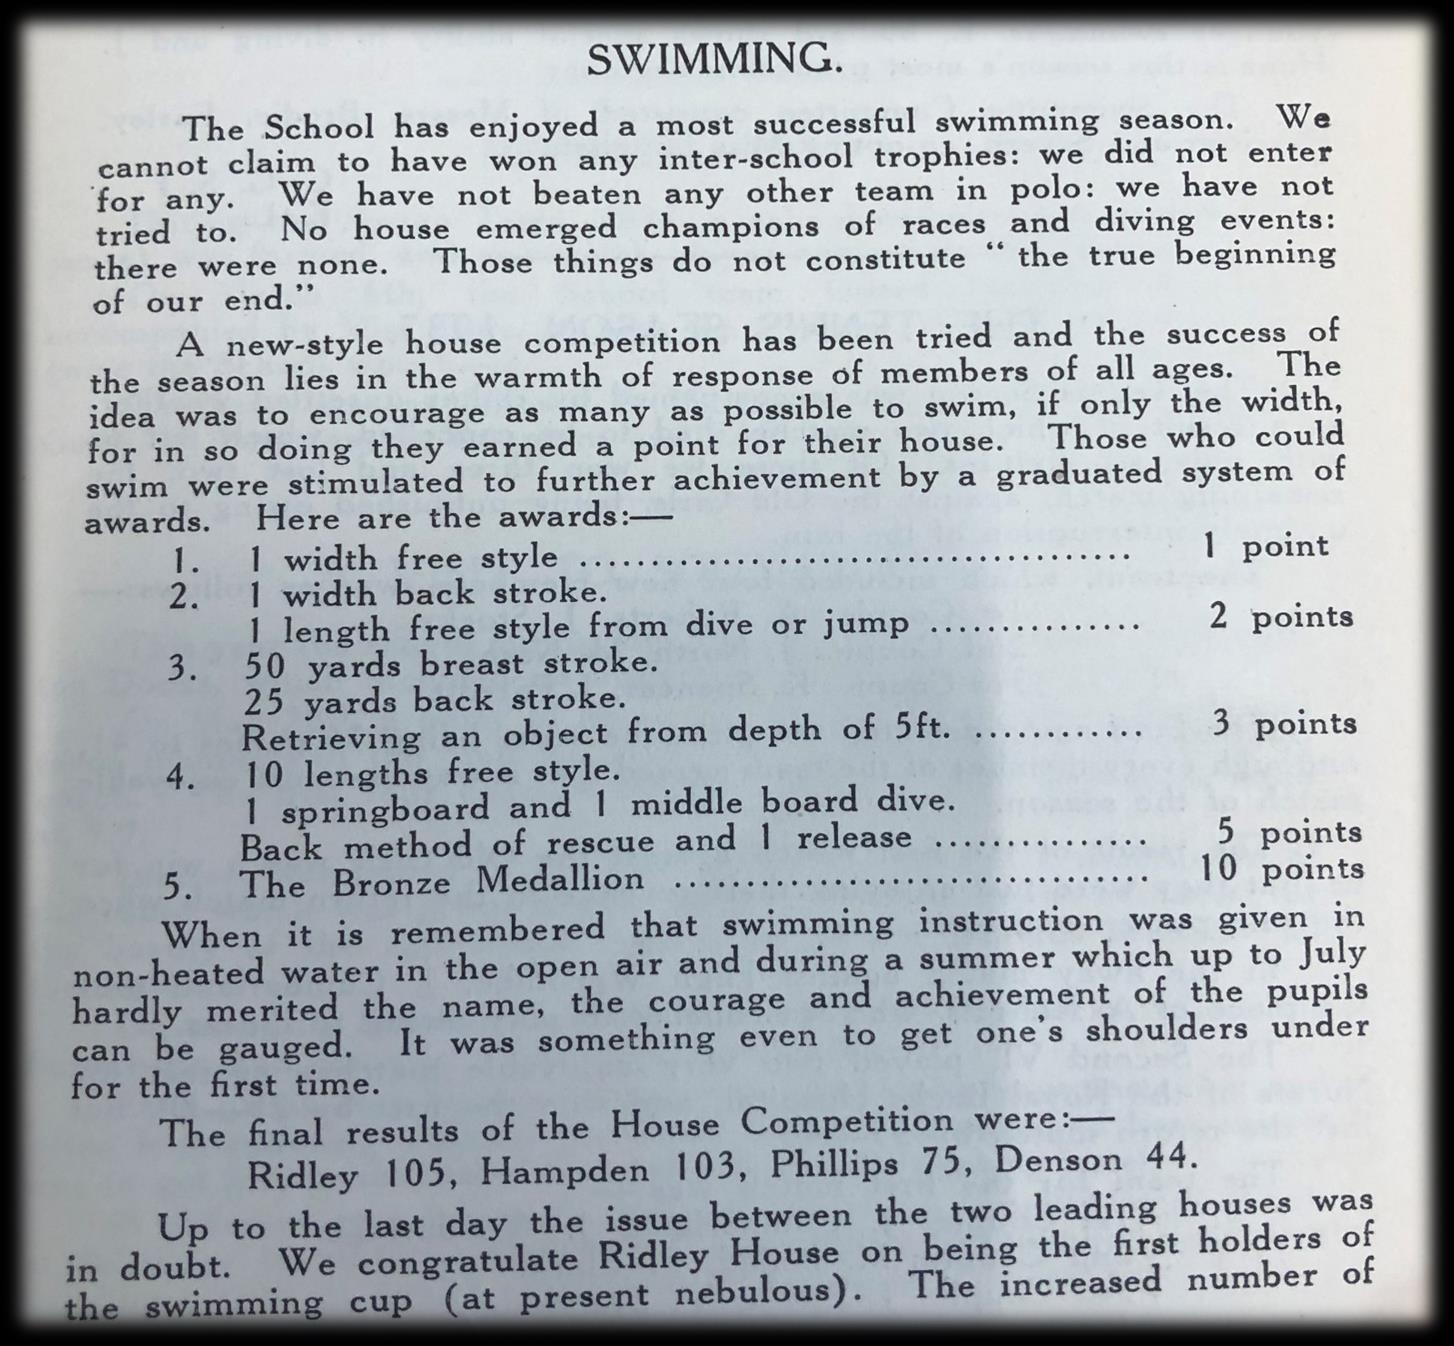 SWIMMING.
The School has enjoyed a most successful swimming season. We
cannot claim to have won any inter-school trophies: we did not enter
for any. We have not beaten any other team in polo: we have not
tried to. No house emerged champions of races and diving events:
there were none. Those things do not constitute “the true beginning
of our end.”
A new-style house competition has been tried and the success of
the season lies in the warmth of response of members of all ages. The
idea was to encourage as many as possible to swim, if only the width,
for in so doing they earned a point for their house. Those who could
swim were stimulated to further achievement by a graduated system of
awards. Here are the awards:—
1. 1 width free style ........................................ 1 point
2. 1 width back stroke.
1 length free style from dive or jump ............... 2 points
3. 50 yards breast stroke.
25 yards back stroke.
Retrieving an object from depth of 5ft. ............ 3 points
4. 10 lengths free style.
1 springboard and 1 middle board dive.
Back method of rescue and 1 release ............... 5 points
5. The Bronze Medallion ................................. 10 points
When it is remembered that swimming instruction was given in
non-heated water in the open air and during a summer which up to July
hardly merited the name, the courage and achievement of the pupils
can be gauged. It was something even to get one's shoulders under
for the first time.
The final results of the House Competition were:—
Ridley 105, Hampden 103, Phillips 75, Denson 44.
Up to the last day the issue between the two leading houses was
in doubt. We congratulate Ridley House on being the first holders of
the swimming cup (at present nebulous). The increased number of